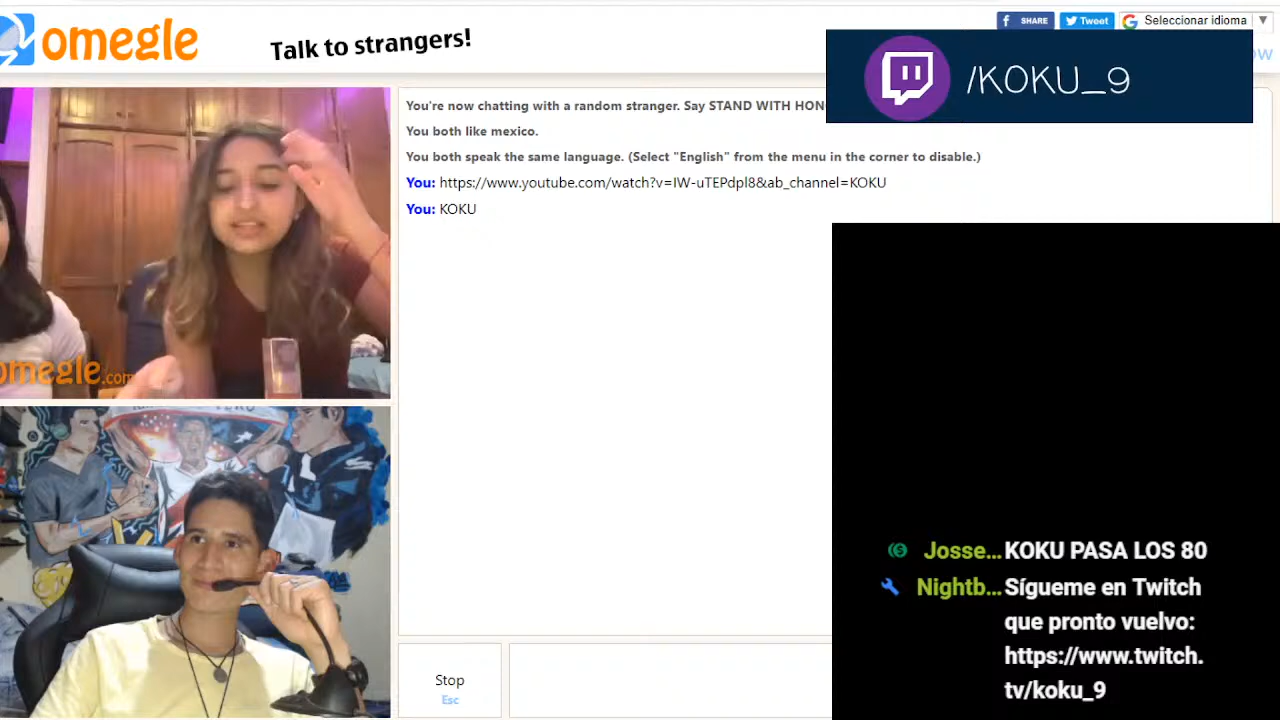 omegle
Talk to strangers!
SHARE
Tweet
Seleccionar idioma
/KOKU_9
You're now chatting with a random stranger. Say STAND WITH HON
You both like mexico.
You both speak the same language. (Select "English" from the menu in the corner to disable.)
You: https://www.youtube.com/watch?v=IW-uTEPdpl8&ab_channel=KOKU
You: KOKU
omegle.com
Josse... KOKU PASA LOS 80
Nightb... Sígueme en Twitch
que pronto vuelvo:
https://www.twitch.
tv/koku_9
Stop
Esc